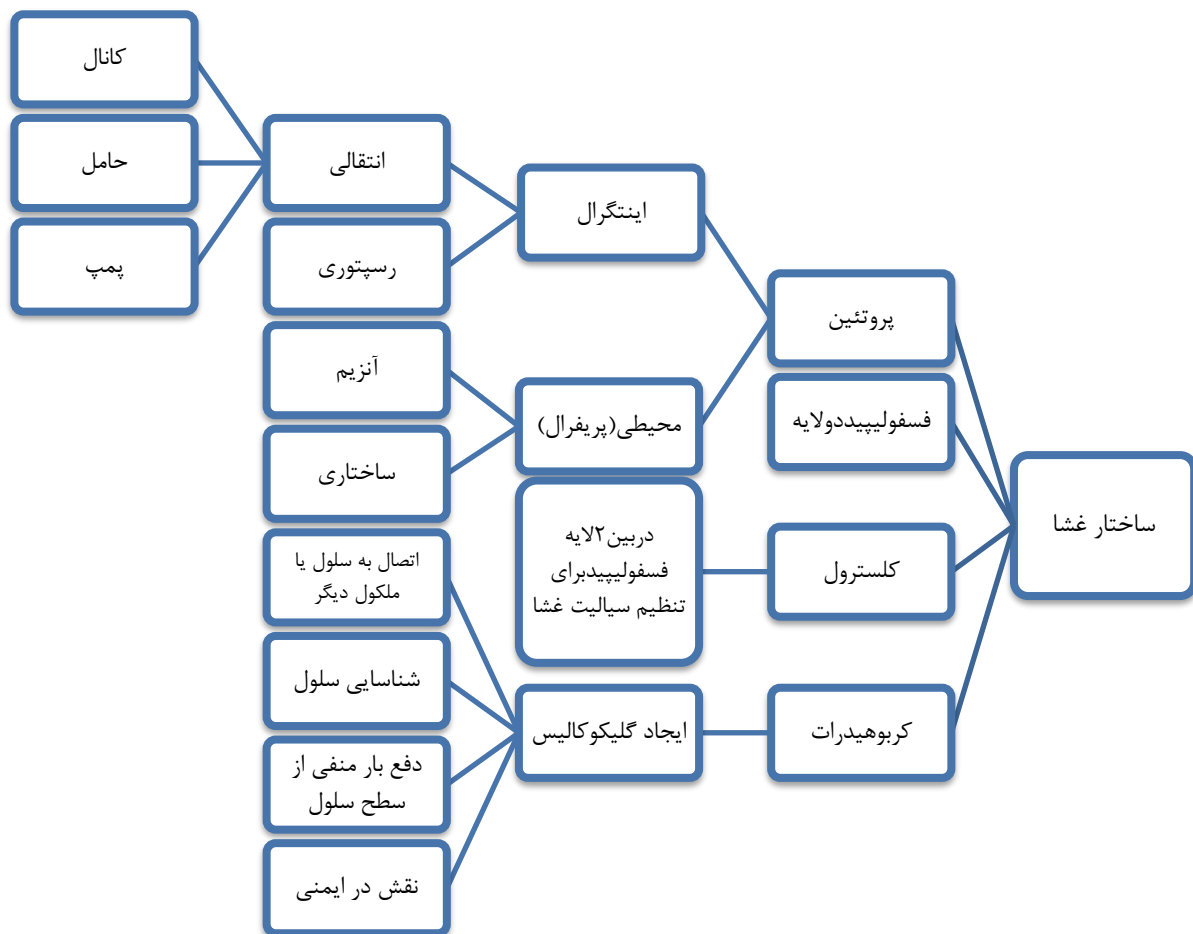 ساختار غشا
پروتئین
اینتگرال
انتقالی
کانال
حامل
پمپ
رسپتوری
محیطی(پریفرال)
آنزیم
ساختاری
فسفولیپیددولایه
کلسترول
دربین۲لایه
فسفولیپیدبرای
تنظیم سیالیت غشا
کربوهیدرات
ایجاد گلیکوکالیس
اتصال به سلول یا
ملکول دیگر
شناسایی سلول
دفع بار منفی از
سطح سلول
نقش در ایمنی